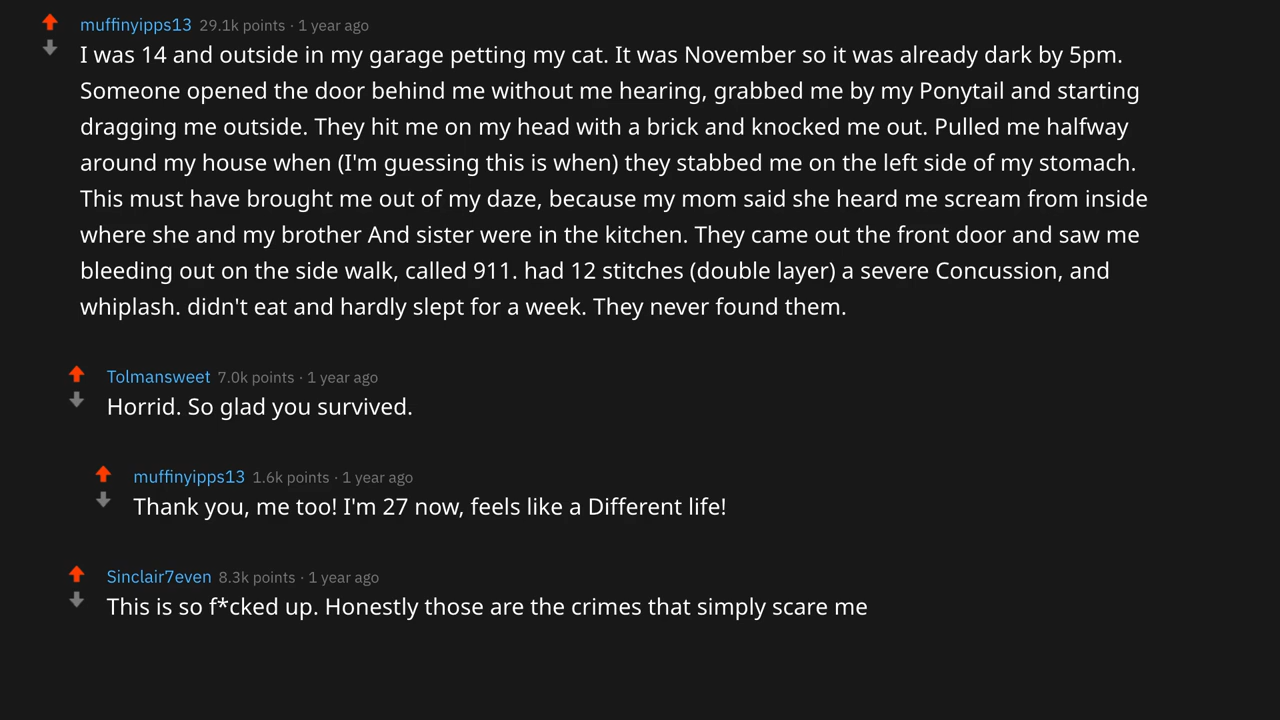 muffinyipps13 29.1k points · 1 year ago
I was 14 and outside in my garage petting my cat. It was November so it was already dark by 5pm.
Someone opened the door behind me without me hearing, grabbed me by my Ponytail and starting
dragging me outside. They hit me on my head with a brick and knocked me out. Pulled me halfway
around my house when (I'm guessing this is when) they stabbed me on the left side of my stomach.
This must have brought me out of my daze, because my mom said she heard me scream from inside
where she and my brother And sister were in the kitchen. They came out the front door and saw me
bleeding out on the side walk, called 911. had 12 stitches (double layer) a severe Concussion, and
whiplash. didn't eat and hardly slept for a week. They never found them.
Tolmansweet 7.0k points · 1 year ago
Horrid. So glad you survived.
muffinyipps13 1.6k points · 1 year ago
Thank you, me too! I'm 27 now, feels like a Different life!
Sinclair7even 8.3k points · 1 year ago
This is so f*cked up. Honestly those are the crimes that simply scare me